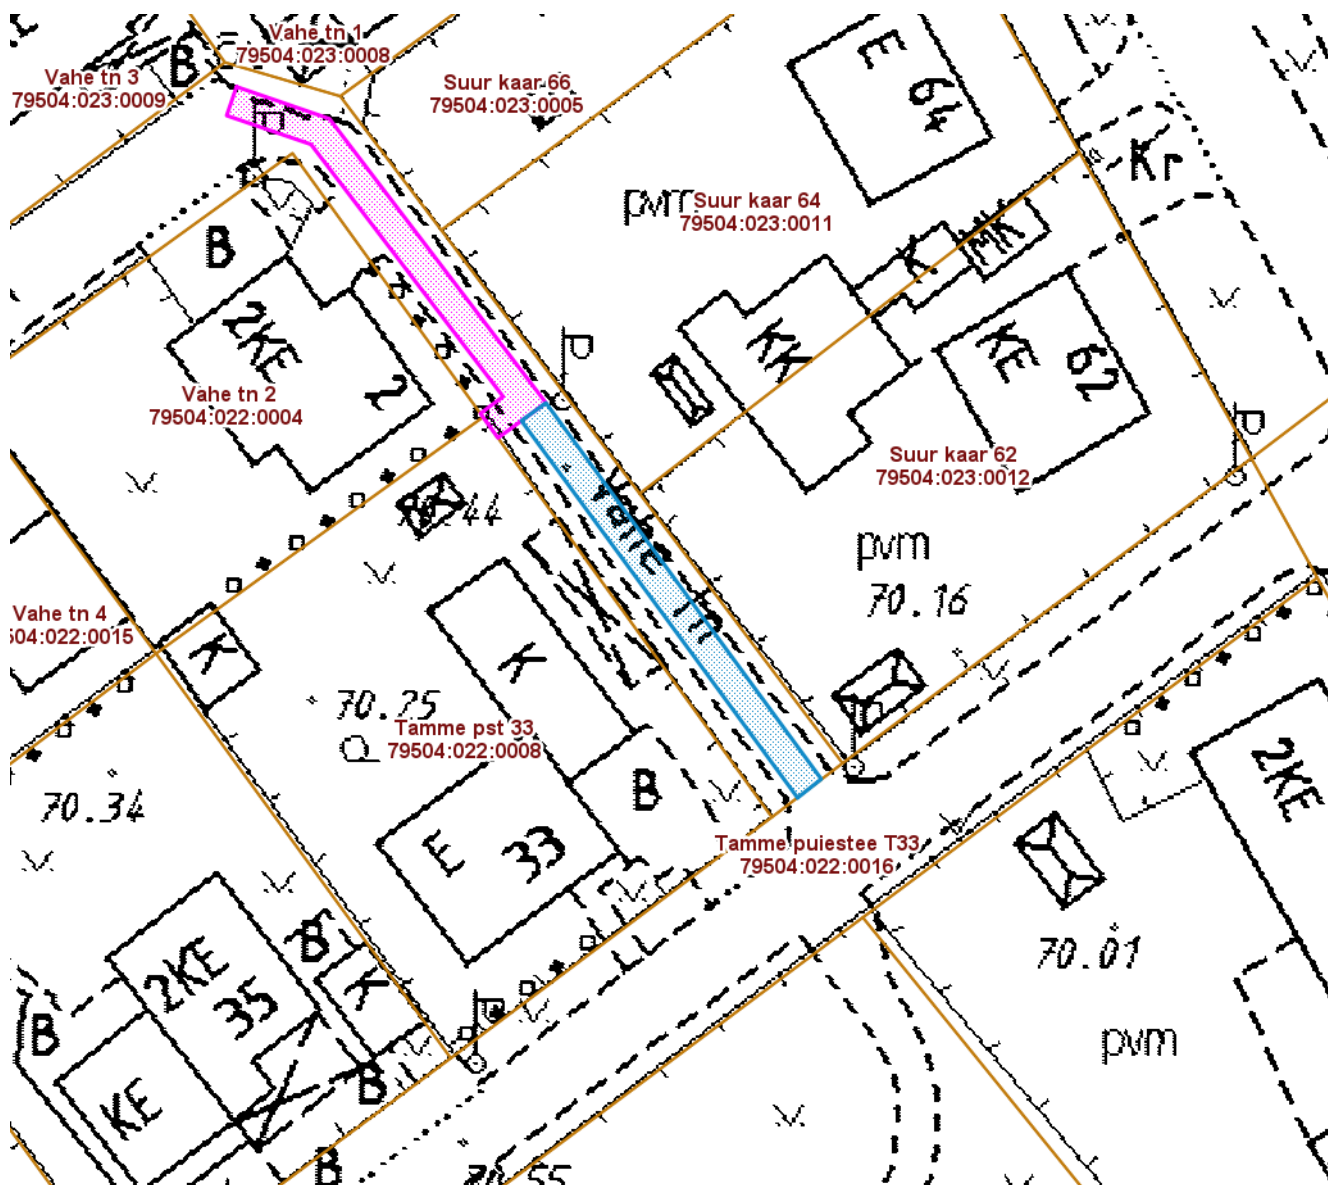 Vahe tn 1
79504:023:0008
B
Vahe tn 3
79504:023:0009
Suur kaar 66
79504:023:0005
E
64
Kr
pvm
Suur kaar 64
79504:023:0011
B
K
MK
2KE
2
KK
KE
62
Vahe tn 2
79504:022:0004
Suur kaar 62
79504:023:0012
Vahe tn
pvm
70.16
Vahe tn 4
504:022:0015
K
K
70.25
Tamme pst 33
79504:022:0008
B
70.34
2KE
E
33
Tamme puiestee T33
79504:022:0016
70.01
B
2KE
35
K
B
pvm
KE
B
B